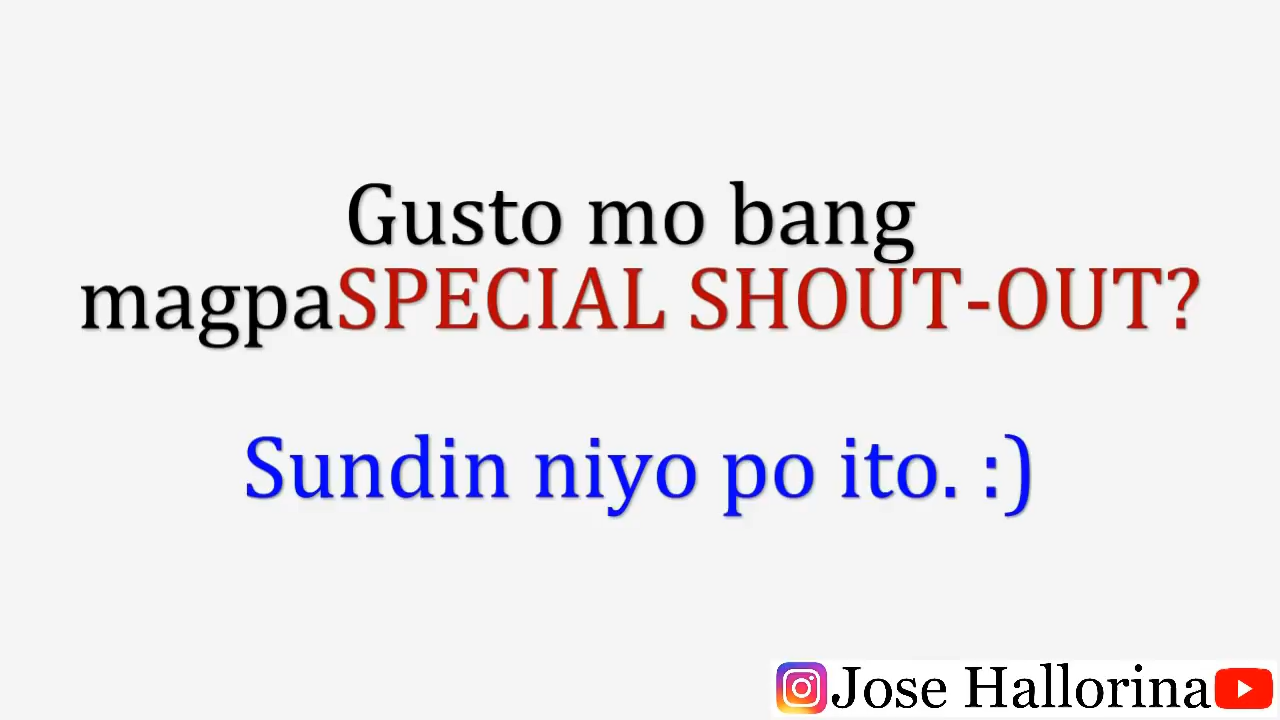 Gusto mo bang
magpaSPECIAL SHOUT-OUT?
Sundin niyo po ito. :)
Jose Hallorina